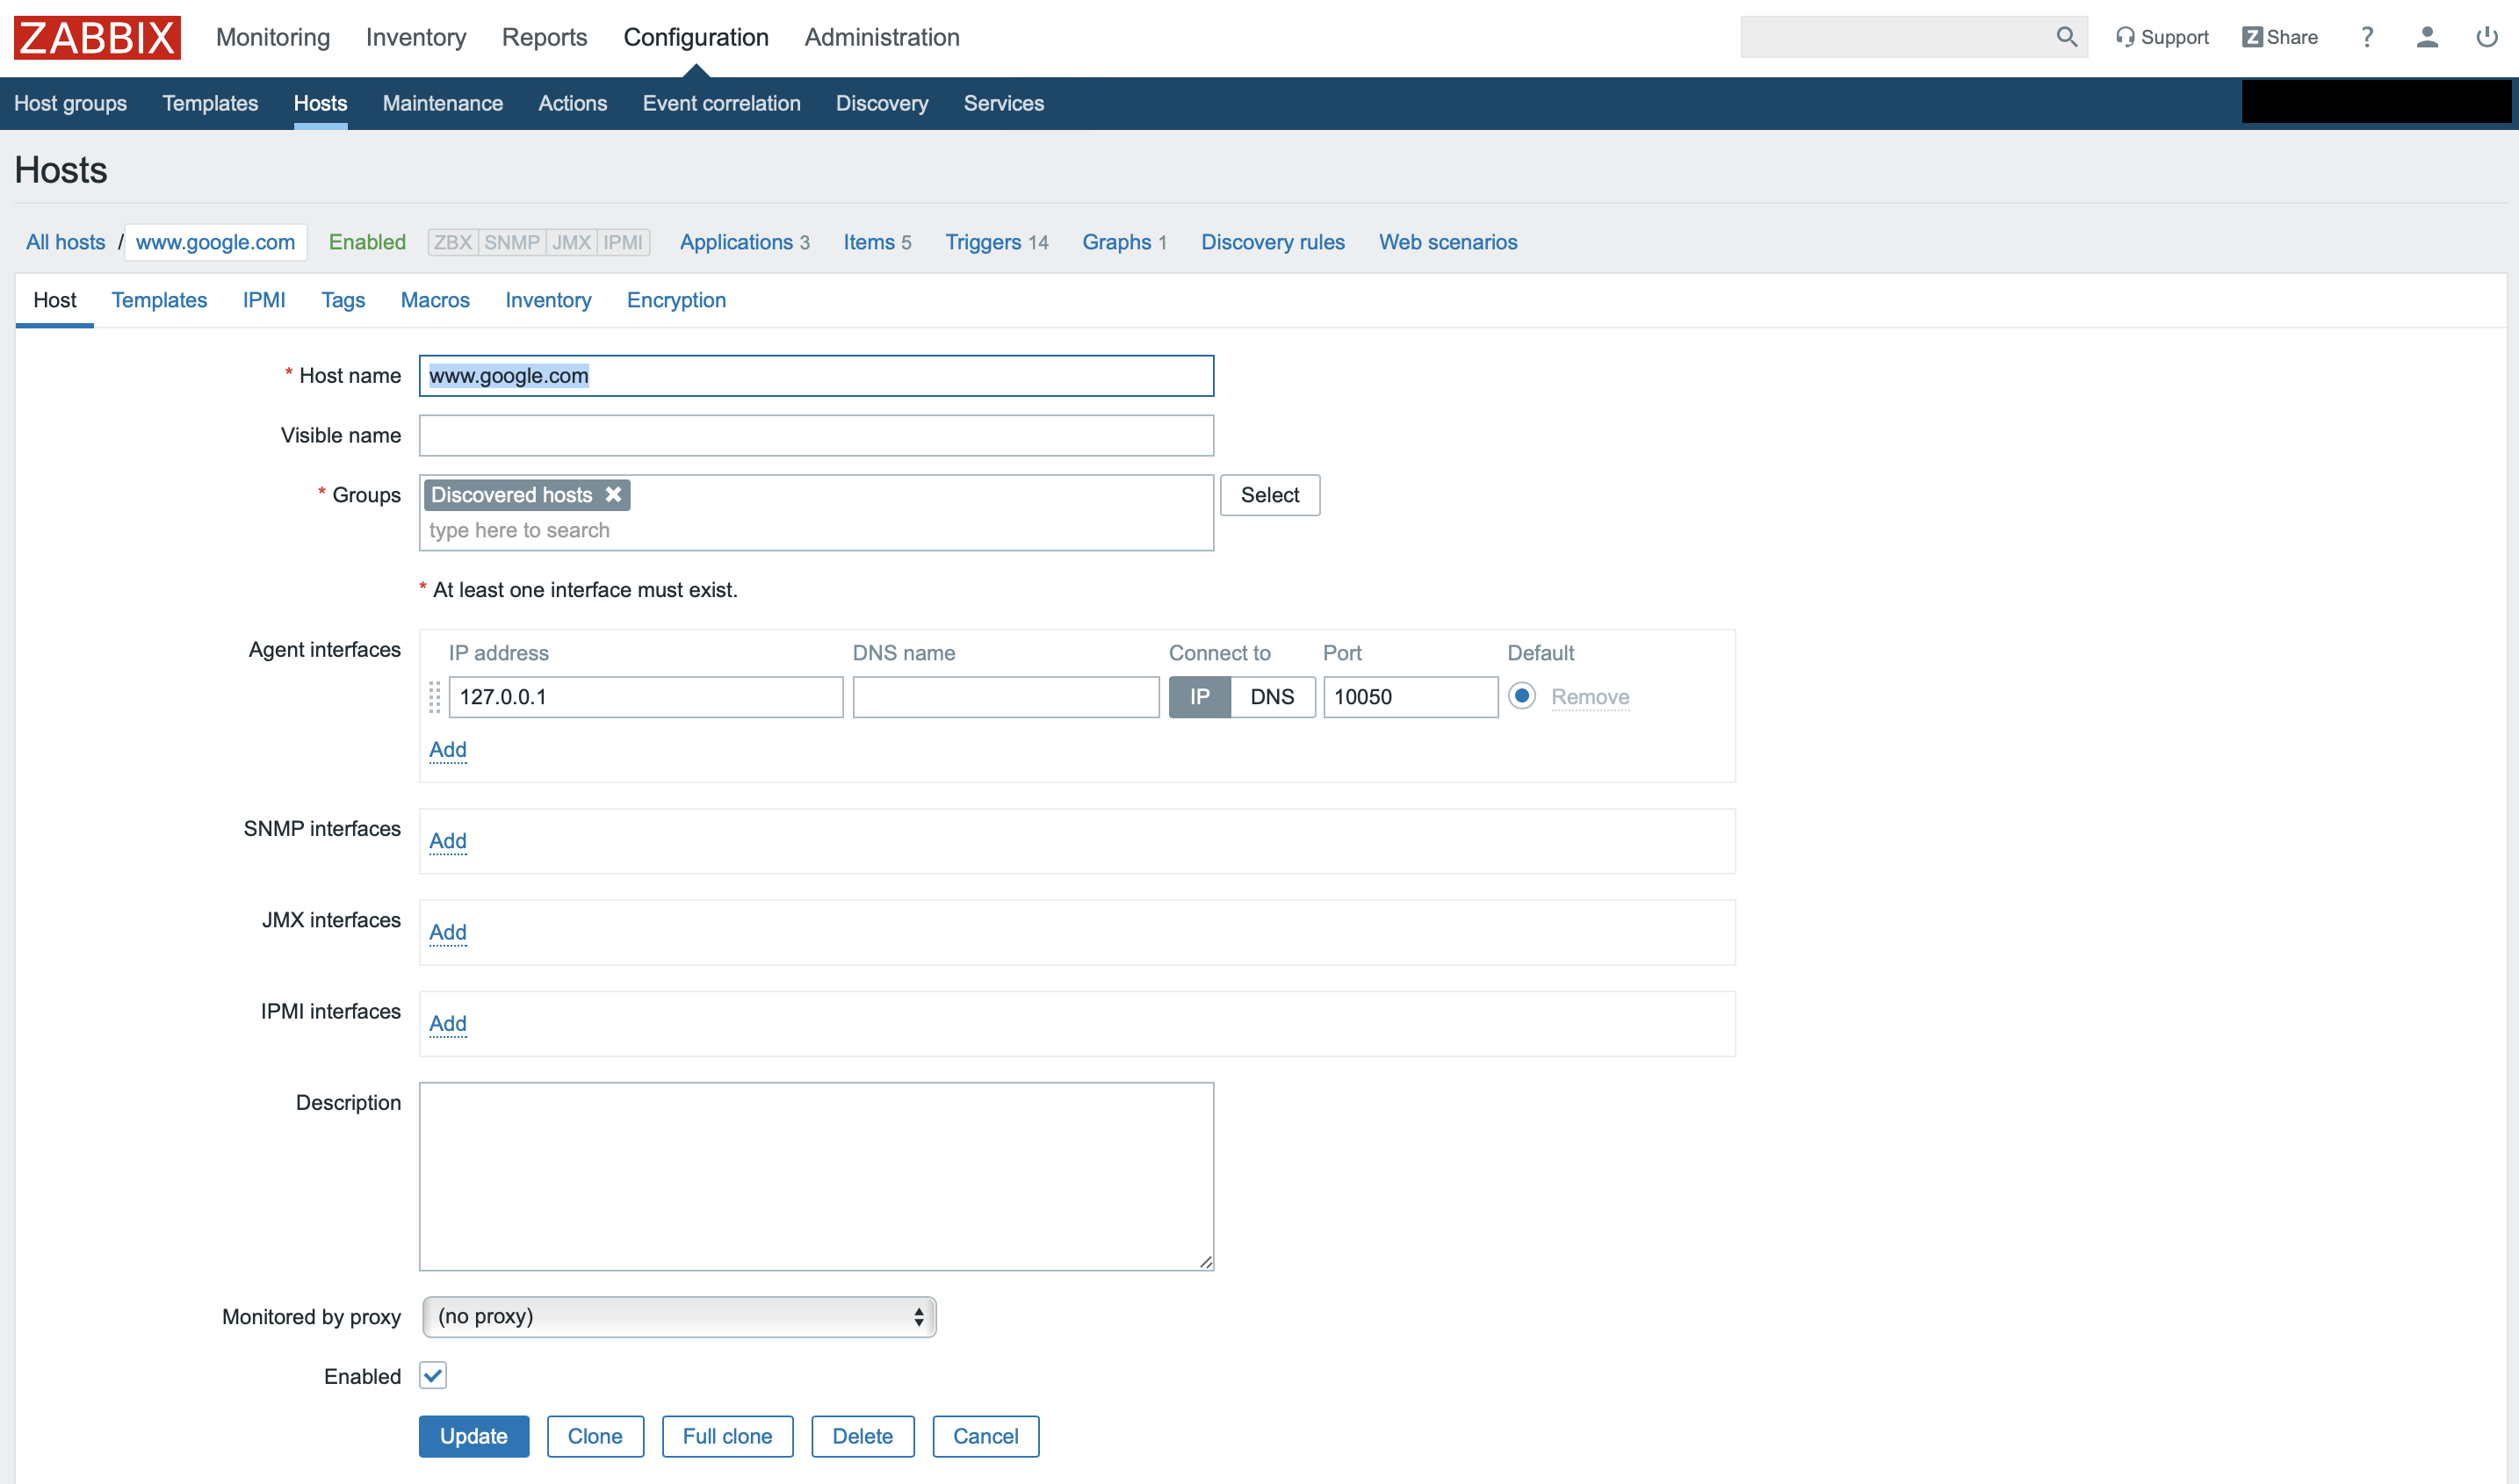 ZABBIX Monitoring Inventory Reports Configuration Administration Support Z Share ?
Host groups Templates Hosts Maintenance Actions Event correlation Discovery Services
Hosts
All hosts / www.google.com Enabled ZBX SNMP JMX IPMI Applications 3 Items 5 Triggers 14 Graphs 1 Discovery rules Web scenarios
Host Templates IPMI Tags Macros Inventory Encryption
* Host name www.google.com
Visible name
* Groups Discovered hosts Select
type here to search
* At least one interface must exist.
Agent interfaces IP address DNS name Connect to Port Default
127.0.0.1 IP DNS 10050 Remove
Add
SNMP interfaces Add
JMX interfaces Add
IPMI interfaces Add
Description
Monitored by proxy (no proxy)
Enabled
Update Clone Full clone Delete Cancel